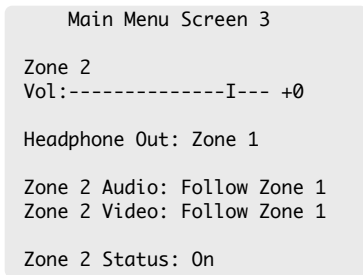 Main Menu Screen 3
Zone 2
Vol:--------------I--- +0
Headphone Out: Zone 1
Zone 2 Audio: Follow Zone 1
Zone 2 Video: Follow Zone 1
Zone 2 Status: On